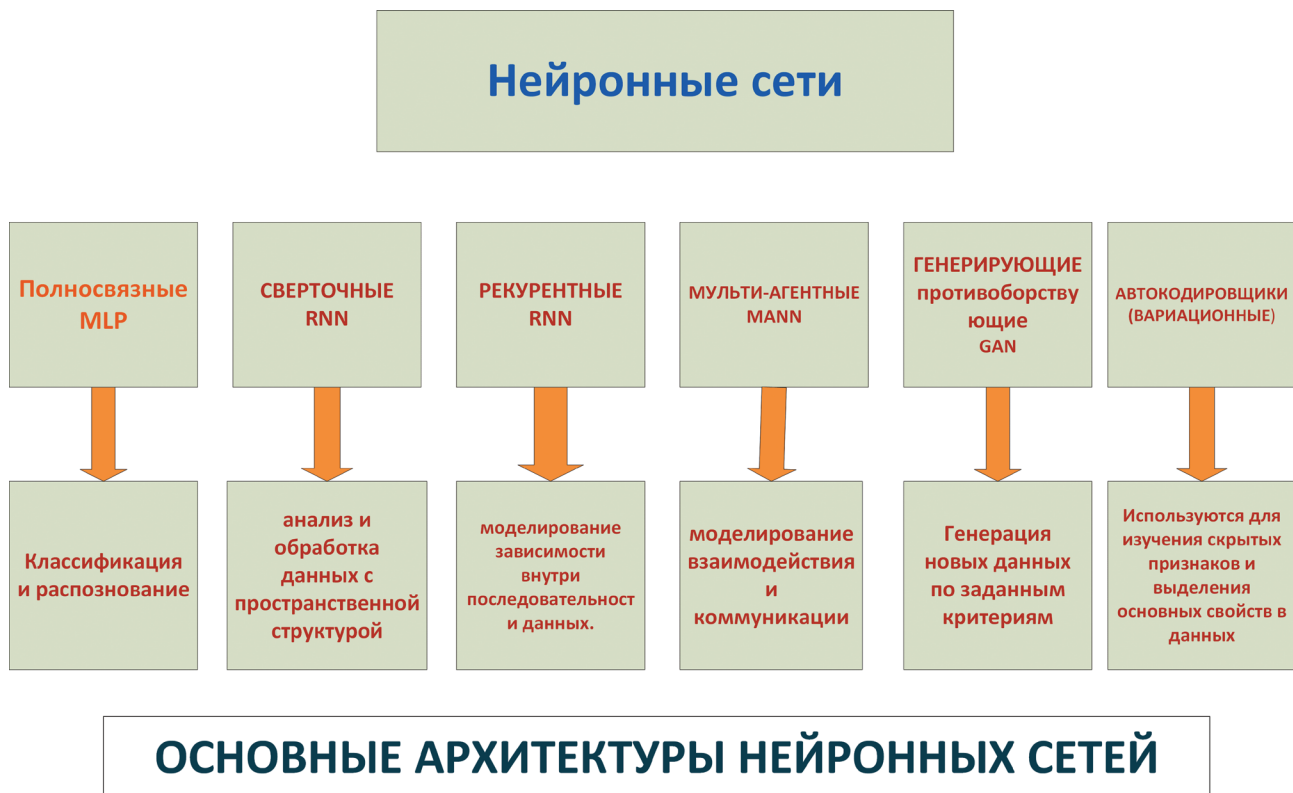 Нейронные сети
Полносвязные
MLP
СВЕРТОЧНЫЕ
RNN
РЕКУРЕНТНЫЕ
RNN
МУЛЬТИ-АГЕНТНЫЕ
MANN
ГЕНЕРИРУЮЩИЕ
противоборству
ющие
GAN
АВТОКОДИРОВЩИКИ
(ВАРИАЦИОННЫЕ)
Классификация
и распознование
анализ и
обработка
данных с
пространственной
структурой
моделирование
зависимости
внутри
последовательност
и данных.
моделирование
взаимодействия
и
коммуникации
Генерация
новых данных
по заданным
критериям
Используются для
изучения скрытых
признаков и
выделения
основных свойств в
данных
ОСНОВНЫЕ АРХИТЕКТУРЫ НЕЙРОННЫХ СЕТЕЙ